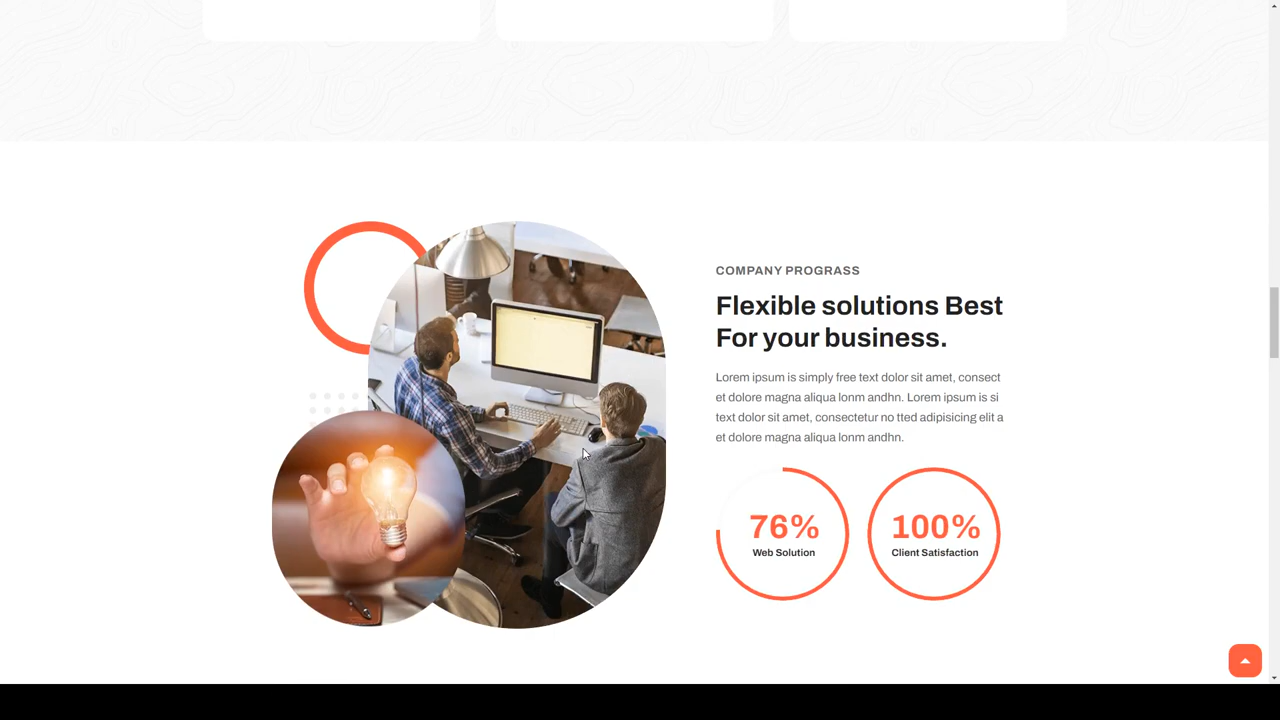 COMPANY PROGRASS
Flexible solutions Best
For your business.
Lorem ipsum is simply free text dolor sit amet, consect
et dolore magna aliqua lonm andhn. Lorem ipsum is si
text dolor sit amet, consectetur no tted adipisicing elit a
et dolore magna aliqua lonm andhn.
76%
Web Solution
100%
Client Satisfaction